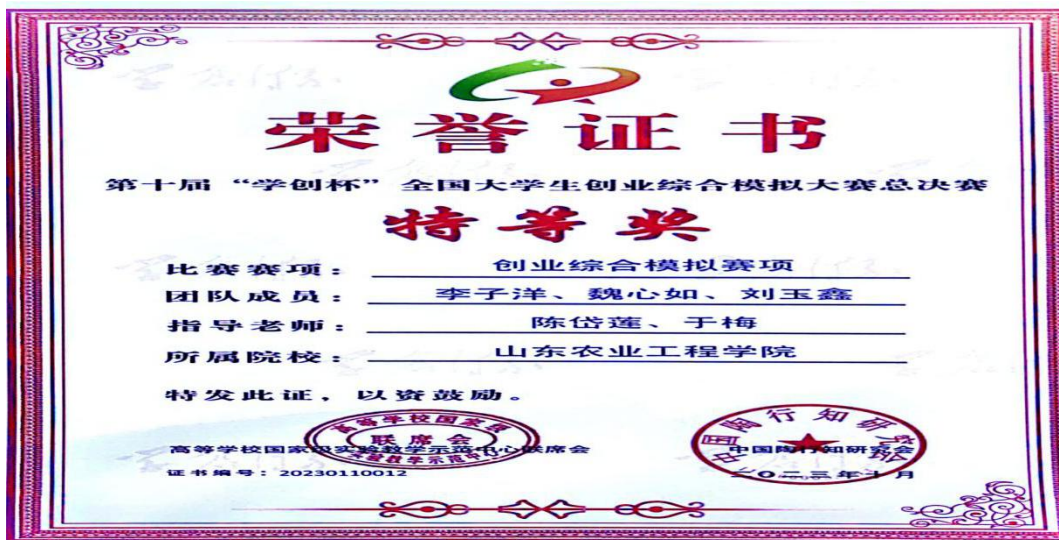 荣誉证书
第十届“学创杯”全国大学生创业综合模拟大赛总决赛
特等奖
比赛赛项：创业综合模拟赛项
团队成员：李子洋、魏心如、刘玉鑫
指导老师：陈岱莲、于梅
所属院校：山东农业工程学院
特发此证，以资鼓励。
高等学校国家级实验教学示范中心联席会
中国陶行知研究会
证书编号：20230110012
二〇二三年十月
联席会